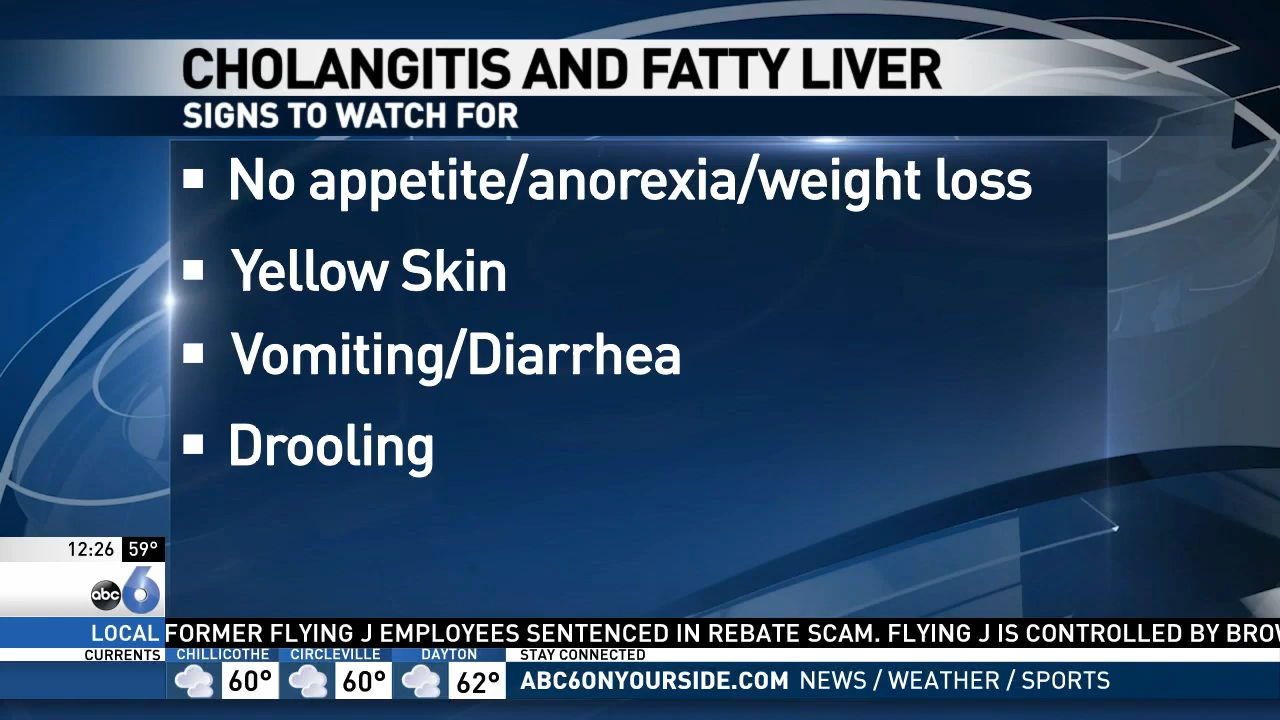 CHOLANGITIS AND FATTY LIVER
SIGNS TO WATCH FOR
▪ No appetite/anorexia/weight loss
▪ Yellow Skin
▪ Vomiting/Diarrhea
▪ Drooling
12:26 59°
abc 6
LOCAL FORMER FLYING J EMPLOYEES SENTENCED IN REBATE SCAM. FLYING J IS CONTROLLED BY
CURRENTS CHILLICOTHE CIRCLEVILLE DAYTON STAY CONNECTED
60° 60° 62° ABC6ONYOURSIDE.COM NEWS / WEATHER / SPORTS